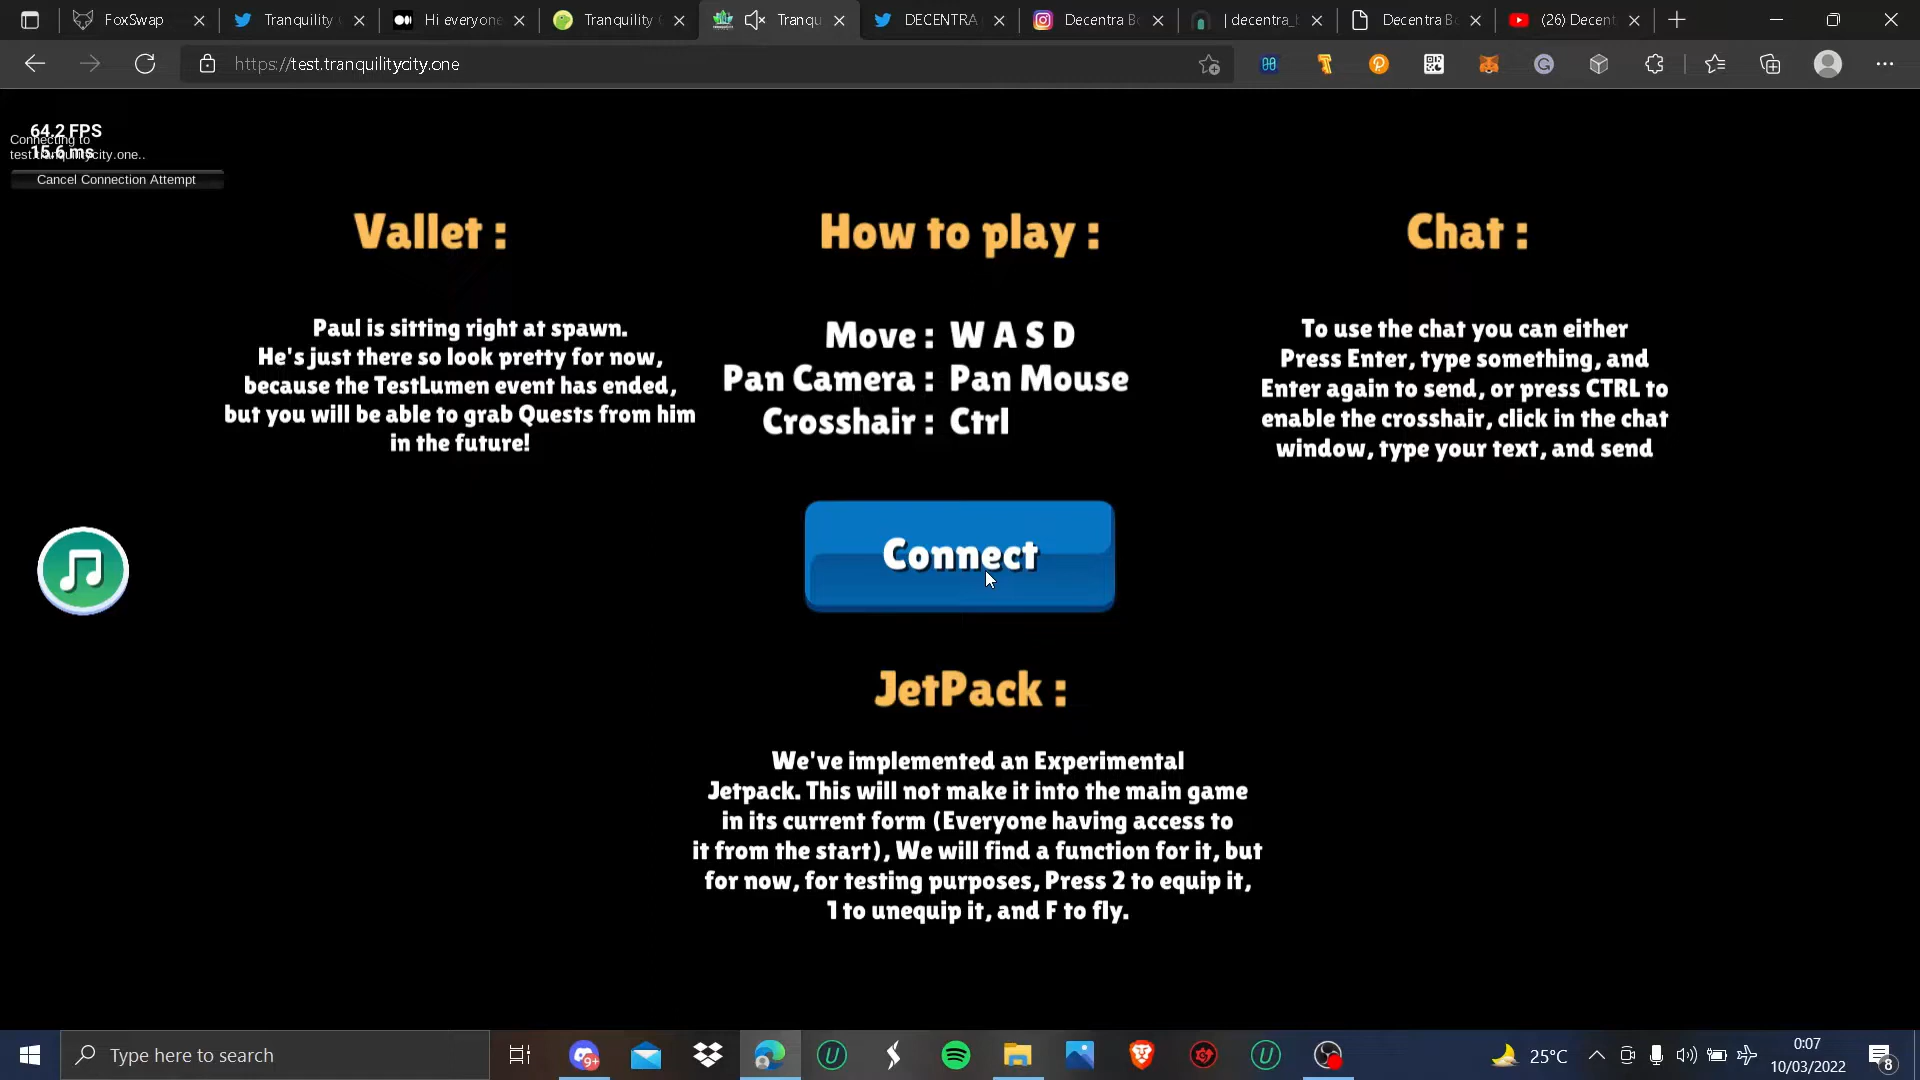 FoxSwap
Tranquility
Hi everyone
Tranquility
Tranqu
DECENTRA
Decentra Bo
| decentra_b
Decentra Bo
(26) Decent
https://test.tranquilitycity.one
64.2 FPS
Connecting to
15.6 ms
test.tranquilitycity.one..
Cancel Connection Attempt
Vallet :
Paul is sitting right at spawn.
He's just there so look pretty for now,
because the TestLumen event has ended,
but you will be able to grab Quests from him
in the future!
How to play :
Move : W A S D
Pan Camera : Pan Mouse
Crosshair : Ctrl
Chat :
To use the chat you can either
Press Enter, type something, and
Enter again to send, or press CTRL to
enable the crosshair, click in the chat
window, type your text, and send
Connect
JetPack :
We've implemented an Experimental
Jetpack. This will not make it into the main game
in its current form (Everyone having access to
it from the start), We will find a function for it, but
for now, for testing purposes, Press 2 to equip it,
1 to unequip it, and F to fly.
Type here to search
9+
25°C
0:07
10/03/2022
8